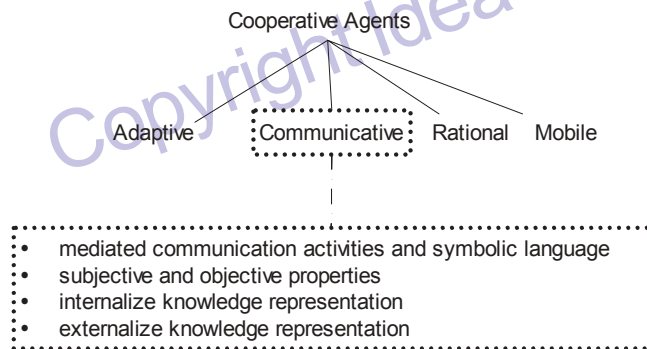 Cooperative Agents
Copyright Idea
Adaptive Communicative Rational Mobile
• mediated communication activities and symbolic language
• subjective and objective properties
• internalize knowledge representation
• externalize knowledge representation